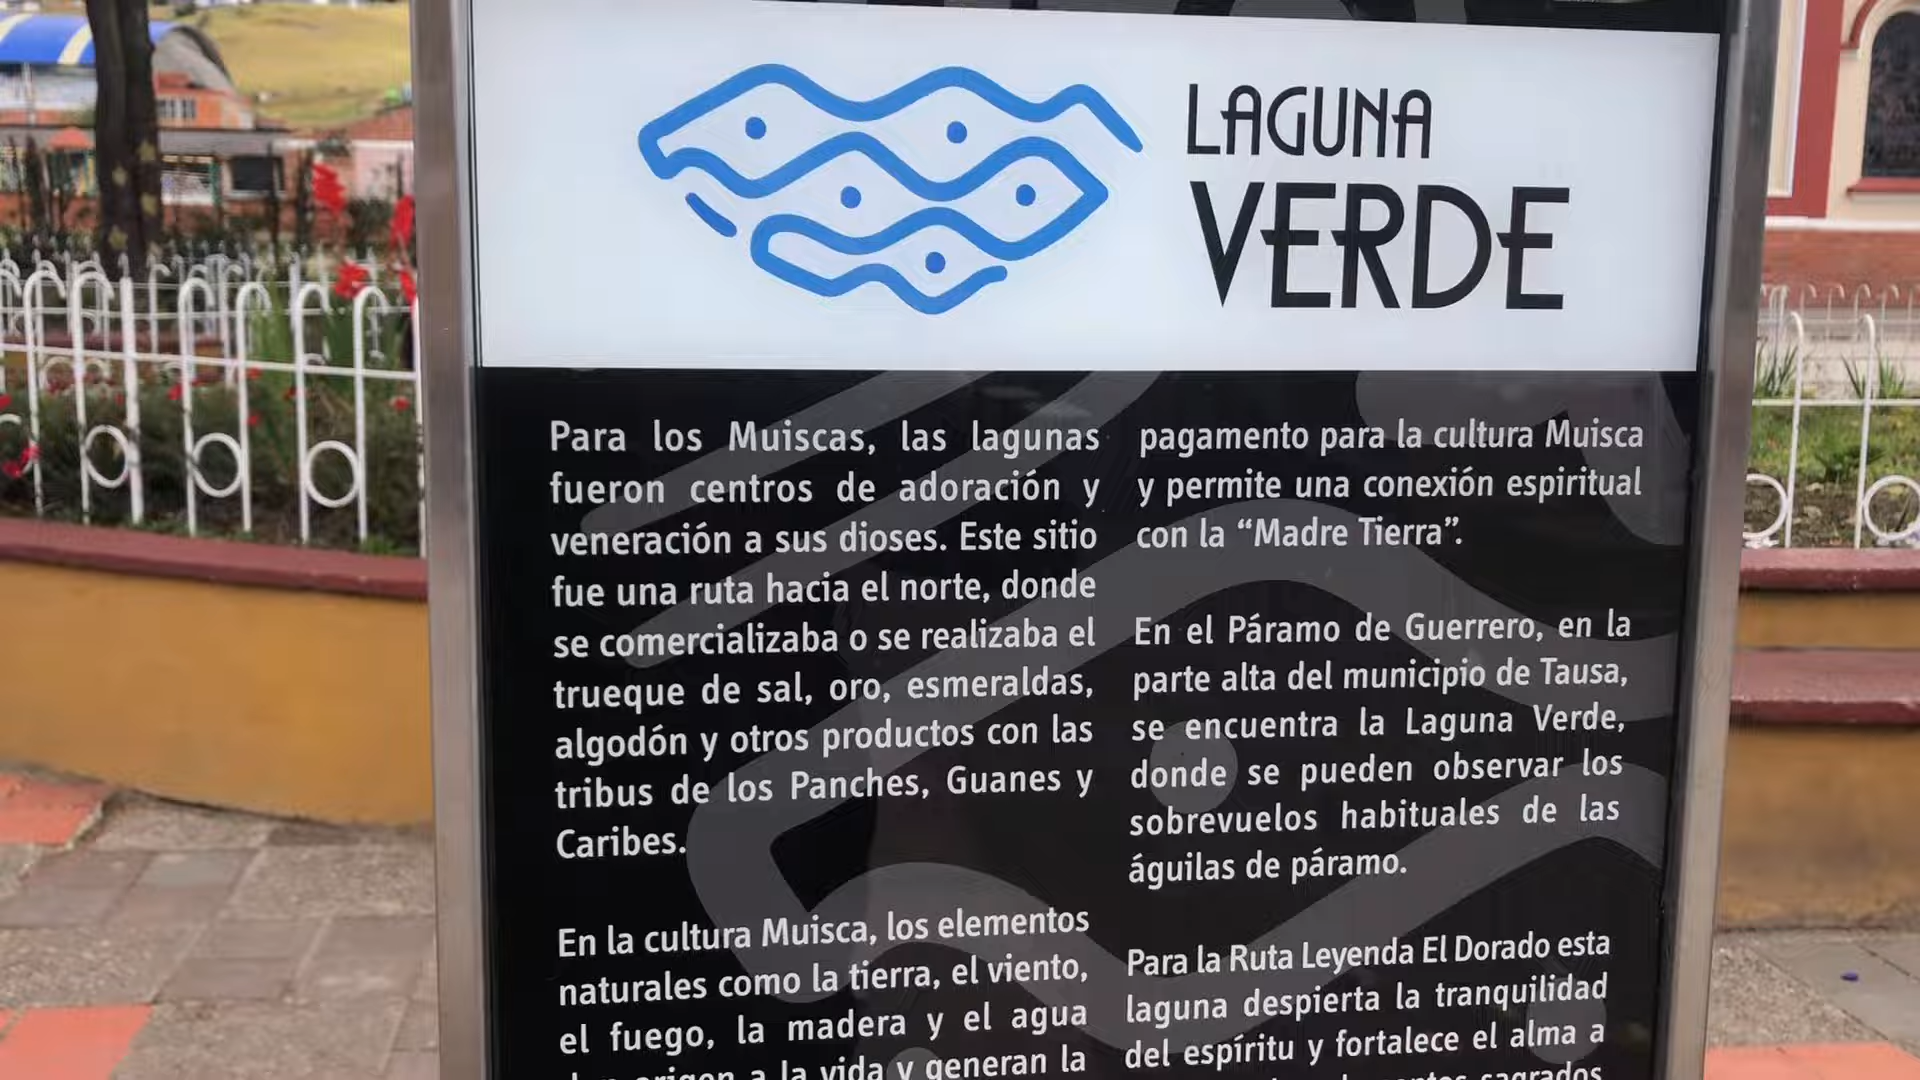 LAGUNA
VERDE
Para los Muiscas, las lagunas
fueron centros de adoración y
veneración a sus dioses. Este sitio
fue una ruta hacia el norte, donde
se comercializaba o se realizaba el
trueque de sal, oro, esmeraldas,
algodón y otros productos con las
tribus de los Panches, Guanes y
Caribes.
En la cultura Muisca, los elementos
naturales como la tierra, el viento,
el fuego, la madera y el agua
origen a la vida y generan la
pagamento para la cultura Muisca
y permite una conexión espiritual
con la “Madre Tierra”.
En el Páramo de Guerrero, en la
parte alta del municipio de Tausa,
se encuentra la Laguna Verde,
donde se pueden observar los
sobrevuelos habituales de las
águilas de páramo.
Para la Ruta Leyenda El Dorado esta
laguna despierta la tranquilidad
del espíritu y fortalece el alma a
sagrados